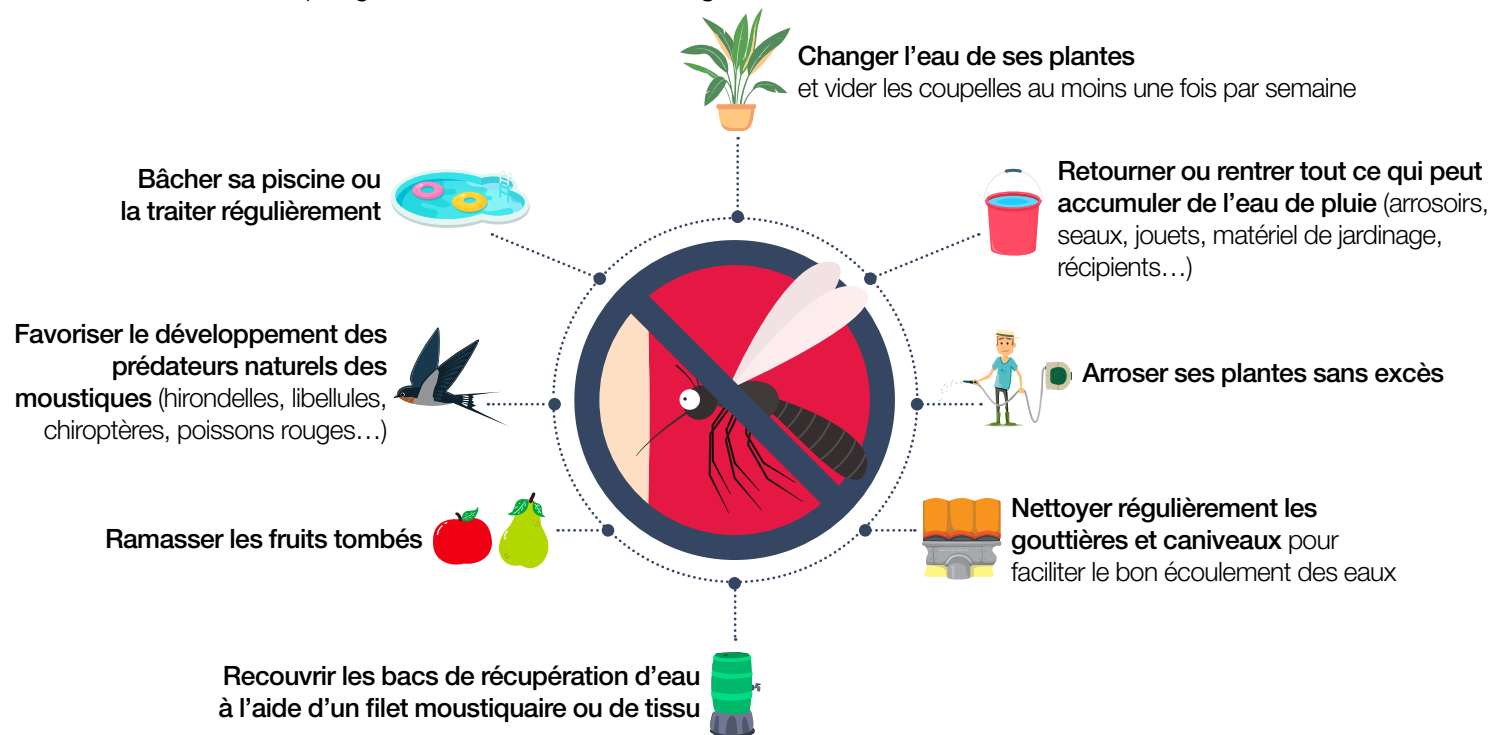 Changer l’eau de ses plantes
et vider les coupelles au moins une fois par semaine
Bâcher sa piscine ou
la traiter régulièrement
Retourner ou rentrer tout ce qui peut
accumuler de l’eau de pluie (arrosoirs,
seaux, jouets, matériel de jardinage,
récipients…)
Favoriser le développement des
prédateurs naturels des
moustiques (hirondelles, libellules,
chiroptères, poissons rouges…)
Arroser ses plantes sans excès
Ramasser les fruits tombés
Nettoyer régulièrement les
gouttières et caniveaux pour
faciliter le bon écoulement des eaux
Recouvrir les bacs de récupération d’eau
à l’aide d’un filet moustiquaire ou de tissu